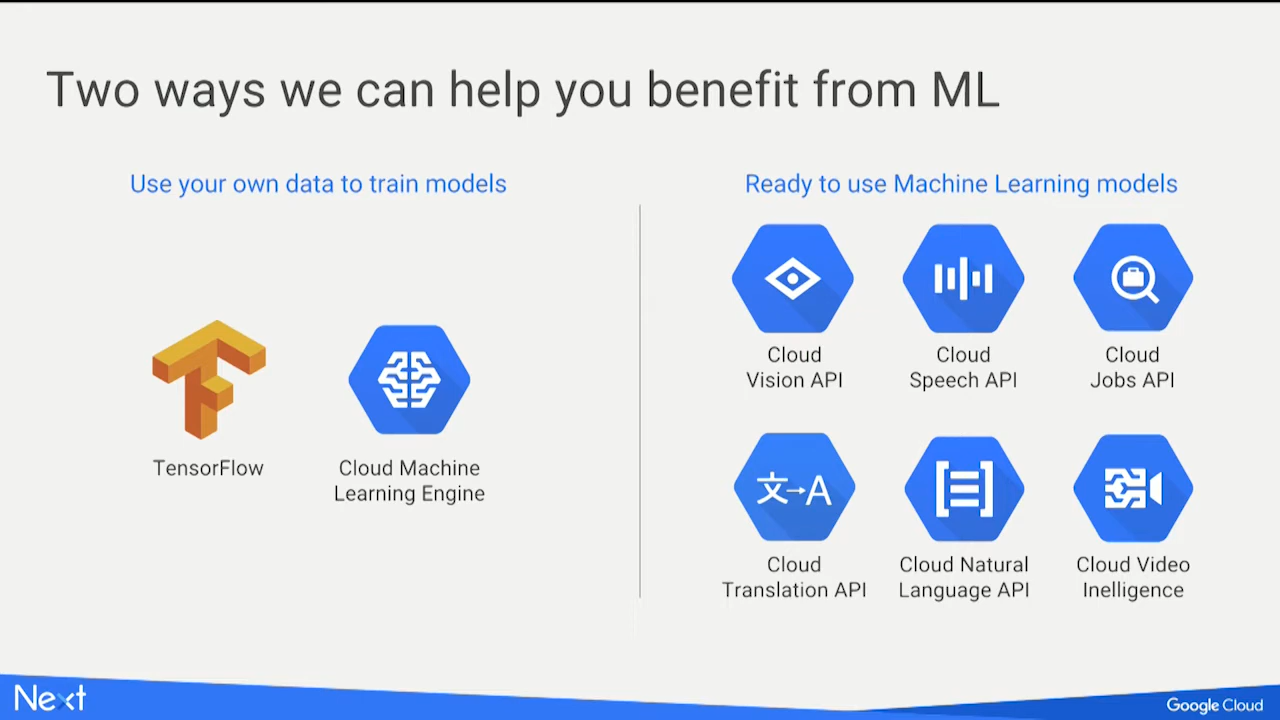 Two ways we can help you benefit from ML
Use your own data to train models
TensorFlow
Cloud Machine
Learning Engine
Ready to use Machine Learning models
Cloud
Vision API
Cloud
Speech API
Cloud
Jobs API
文→A
Cloud
Translation API
Cloud Natural
Language API
Cloud Video
Inelligence
Next
Google Cloud